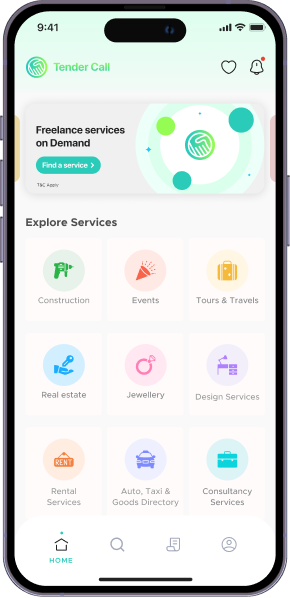 9:41
Tender Call
Freelance services
on Demand
Find a service >
T&C Apply
Explore Services
Construction
Events
Tours & Travels
Real estate
Jewellery
Design Services
RENT
Rental
Services
Auto, Taxi &
Goods Directory
Consultancy
Services
HOME